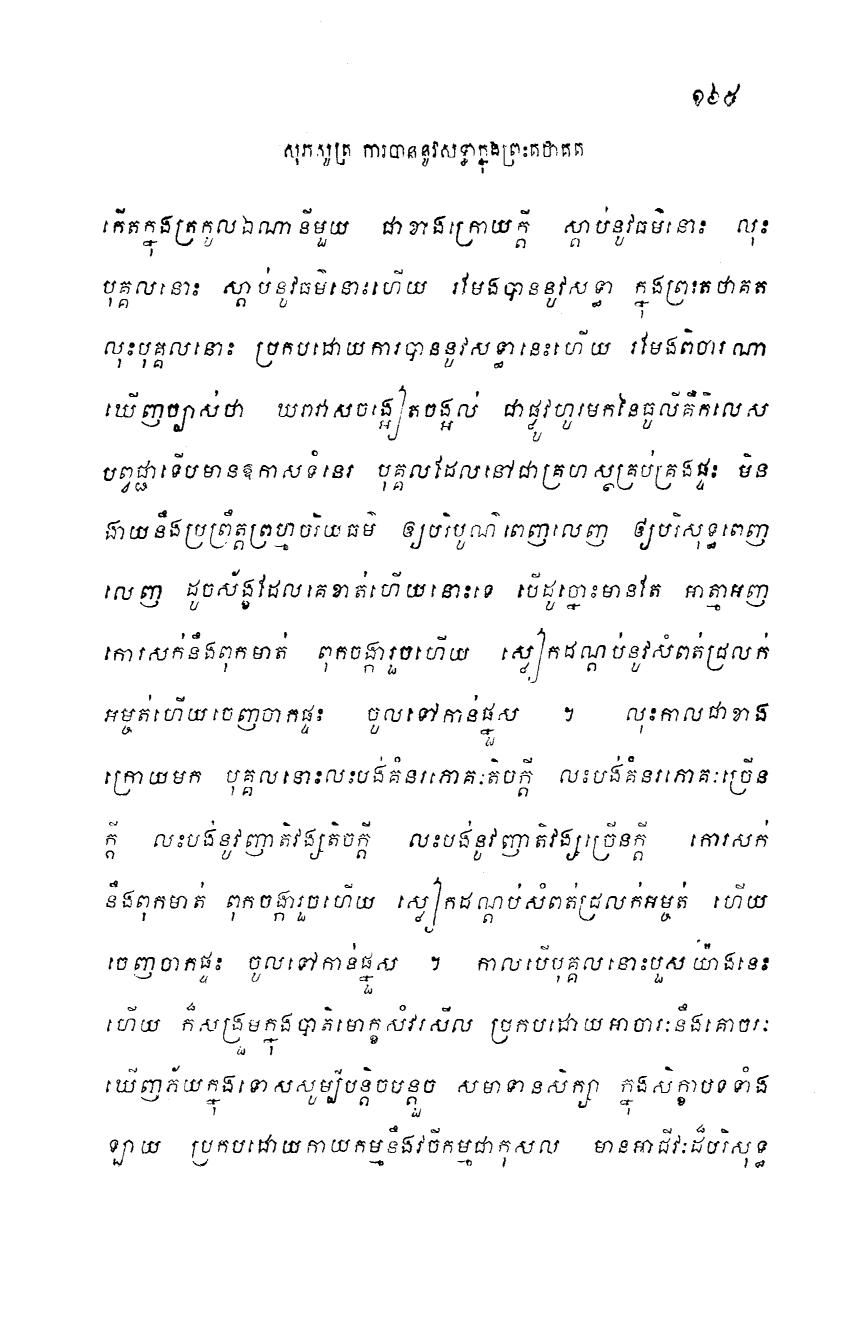 ១៦៥
សុភសូត្រ ការបាននូវសទ្ធាក្នុងព្រះតថាគត
កើតក្នុងត្រកូលឯណានីមួយ ជាខាងក្រោយក្តី ស្តាប់នូវធម៌នោះ លុះ
បុគ្គលនោះ ស្តាប់នូវធម៌នោះហើយ រមែងបាននូវសទ្ធា ក្នុងព្រះតថាគត
លុះបុគ្គលនោះ ប្រកបដោយការបាននូវសទ្ធានេះហើយ រមែងពិចារណា
ឃើញច្បាស់ថា ឃរាវាសចង្អៀតចង្អល់ ជាផ្លូវហូរមកនៃធូលីគឺកិលេស
បព្វជ្ជាទើបមានឱកាសទំនេរ បុគ្គលដែលនៅជាគ្រហស្ថគ្រប់គ្រងផ្ទះ មិន
ងាយនឹងប្រព្រឹត្តព្រហ្មចរិយធម៌ ឲ្យបរិបូណ៌ពេញលេញ ឲ្យបរិសុទ្ធពេញ
លេញ ដូចស័ង្ខដែលគេខាត់ហើយនោះទេ បើដូច្នោះមានតែ អាត្មាអញ
កោរសក់នឹងពុកមាត់ ពុកចង្ការួចហើយ ស្លៀកដណ្តប់នូវសំពត់ជ្រលក់
អម្ចត់ហើយចេញចាកផ្ទះ ចូលទៅកាន់ផ្នួស ។ លុះកាលជាខាង
ក្រោយមក បុគ្គលនោះលះបង់គំនរភោគៈតិចក្តី លះបង់គំនរភោគៈច្រើន
ក្តី លះបង់នូវញាតិវង្សតិចក្តី លះបង់នូវញាតិវង្សច្រើនក្តី កោរសក់
នឹងពុកមាត់ ពុកចង្ការួចហើយ ស្លៀកដណ្តប់សំពត់ជ្រលក់អម្ចត់ ហើយ
ចេញចាកផ្ទះ ចូលទៅកាន់ផ្នួស ។ កាលបើបុគ្គលនោះបួសយ៉ាងនេះ
ហើយ ក៏សង្រួមក្នុងបាតិមោក្ខសំវរសីល ប្រកបដោយអាចារៈនឹងគោចរៈ
ឃើញភ័យក្នុងទោសសូម្បីបន្តិចបន្តួច សមាទានសិក្សា ក្នុងសិក្ខាបទទាំង
ឡាយ ប្រកបដោយកាយកម្មនឹងវចីកម្មជាកុសល មានអាជីវៈដ៏បរិសុទ្ធ